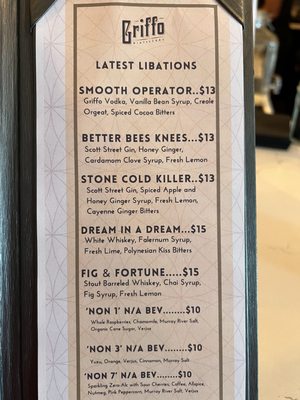 Griffo
DISTILLERY
LATEST LIBATIONS
SMOOTH OPERATOR..$13
Griffo Vodka, Vanilla Bean Syrup, Creole
Orgeat, Spiced Cocoa Bitters
BETTER BEES KNEES...$13
Scott Street Gin, Honey Ginger,
Cardamom Clove Syrup, Fresh Lemon
STONE COLD KILLER..$13
Scott Street Gin, Spiced Apple and
Honey Ginger Syrup, Fresh Lemon,
Cayenne Ginger Bitters
DREAM IN A DREAM...$15
White Whiskey, Falernum Syrup,
Fresh Lime, Polynesian Kiss Bitters
FIG & FORTUNE.....$15
Stout Barreled Whiskey, Chai Syrup,
Fig Syrup, Fresh Lemon
'NON 1' N/A BEV........$10
Whole Raspberries, Chamomile, Murray River Salt,
Organic Cane Sugar, Verjus
'NON 3' N/A BEV........$10
Yuzu, Orange, Verjus, Cinnamon, Murray Salt
'NON 7' N/A BEV........$10
Sparkling Zero-Alc with Sour Cherries, Coffee, Allspice,
Nutmeg, Pink Peppercorn, Murray River Salt, Verjus